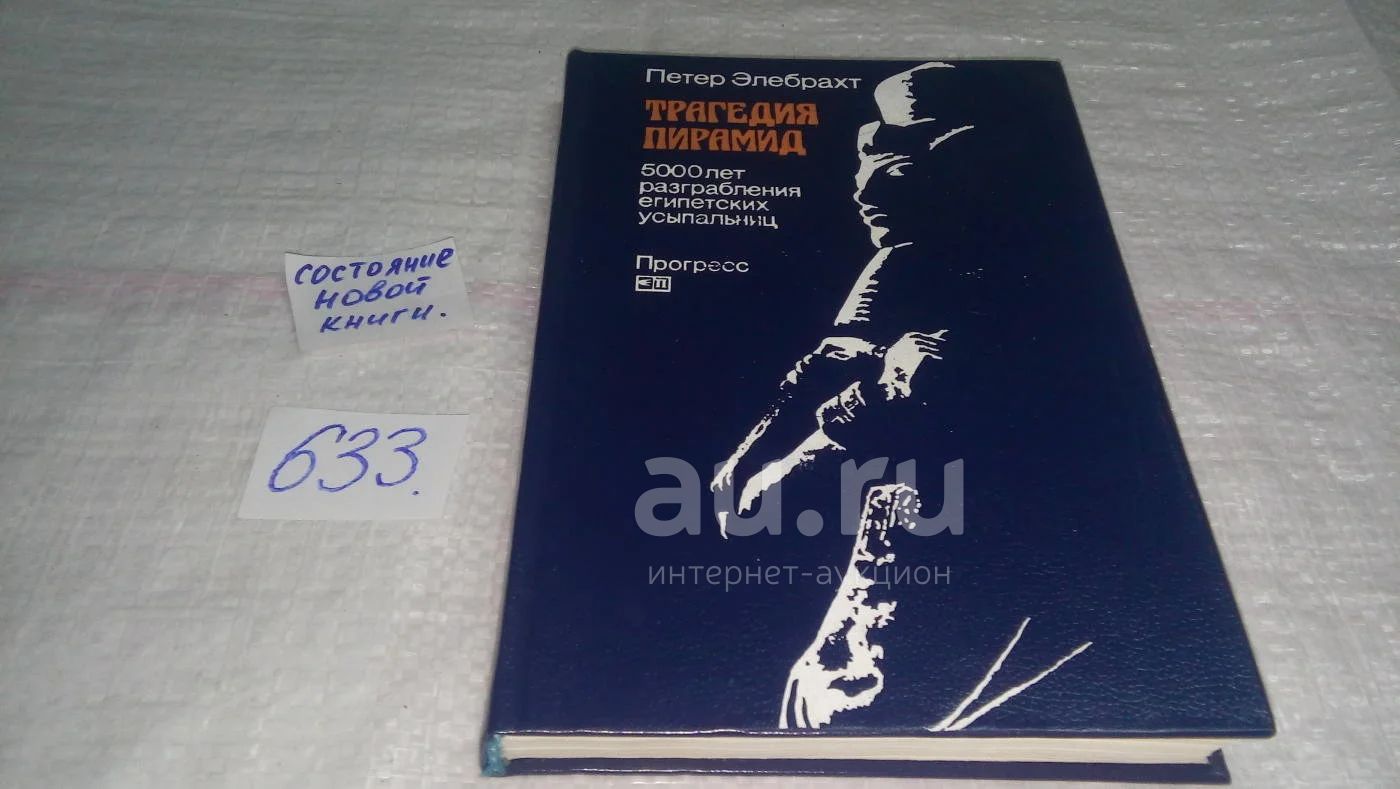 Петер Элебрахт
ТРАГЕДИЯ
ПИРАМИД
5000 лет
разграбления
египетских
усыпальниц
Прогресс
состояние
новой
книги.
633.
au.ru
интернет-аукцион